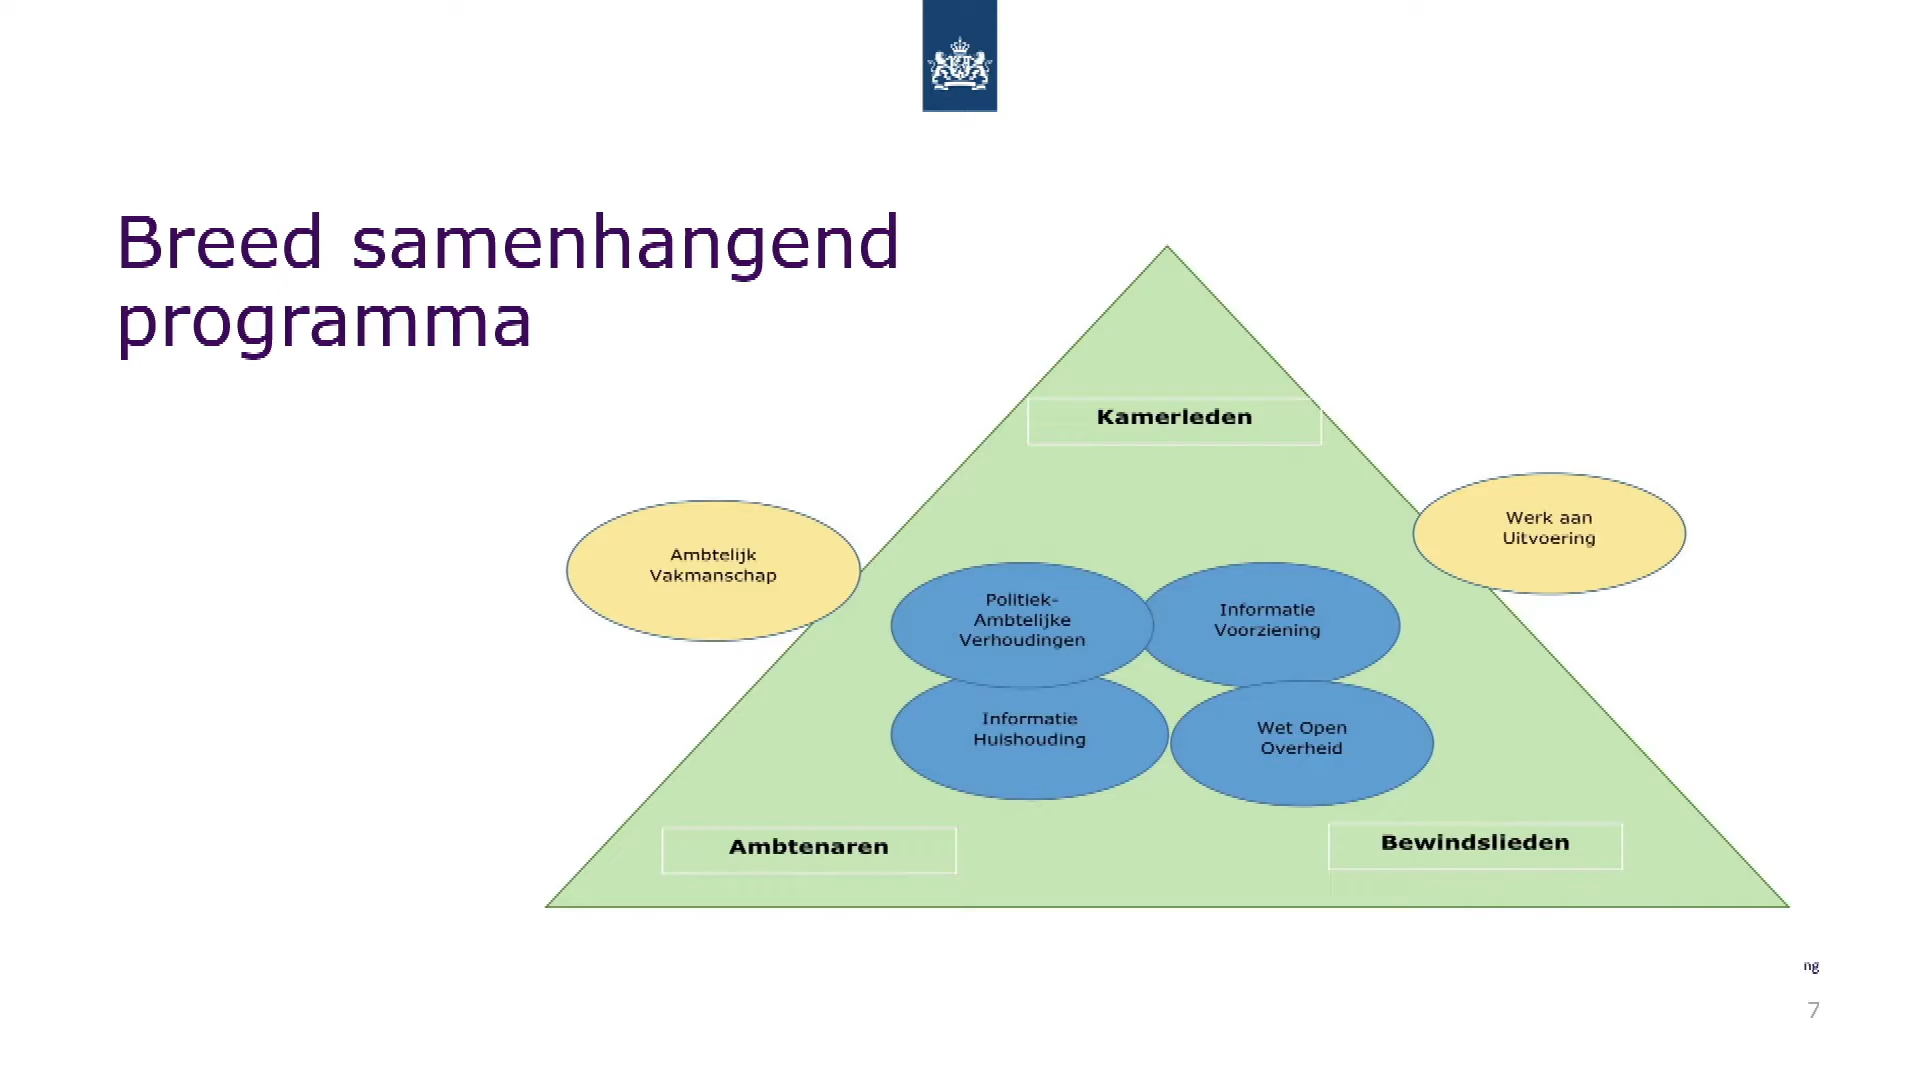 Breed samenhangend
programma
Kamerleden
Ambtelijk
Vakmanschap
Werk aan
Uitvoering
Politiek-
Ambtelijke
Verhoudingen
Informatie
Voorziening
Informatie
Huishouding
Wet Open
Overheid
Ambtenaren
Bewindslieden
ng
7